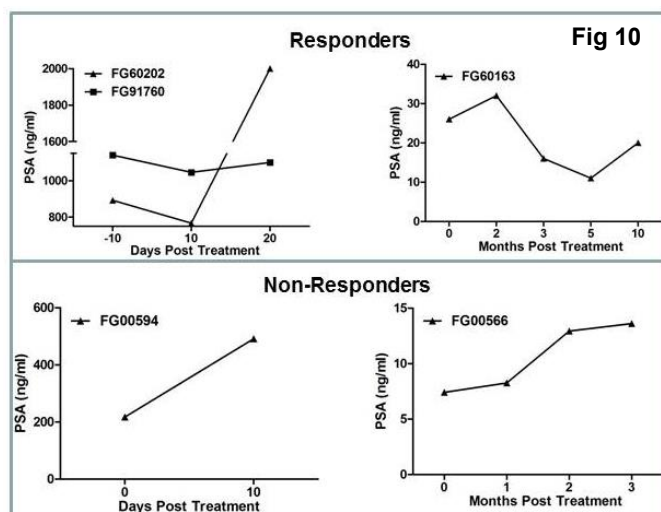 Responders
Fig 10
FG60202
FG91760
PSA (ng/ml)
2000
1600
1000
800
-10
10
20
Days Post Treatment
FG60163
PSA (ng/ml)
40
30
20
10
0
0
2
3
5
10
Months Post Treatment
Non-Responders
FG00594
PSA (ng/ml)
600
400
200
0
0
10
Days Post Treatment
FG00566
PSA (ng/ml)
15
10
5
0
0
1
2
3
Months Post Treatment